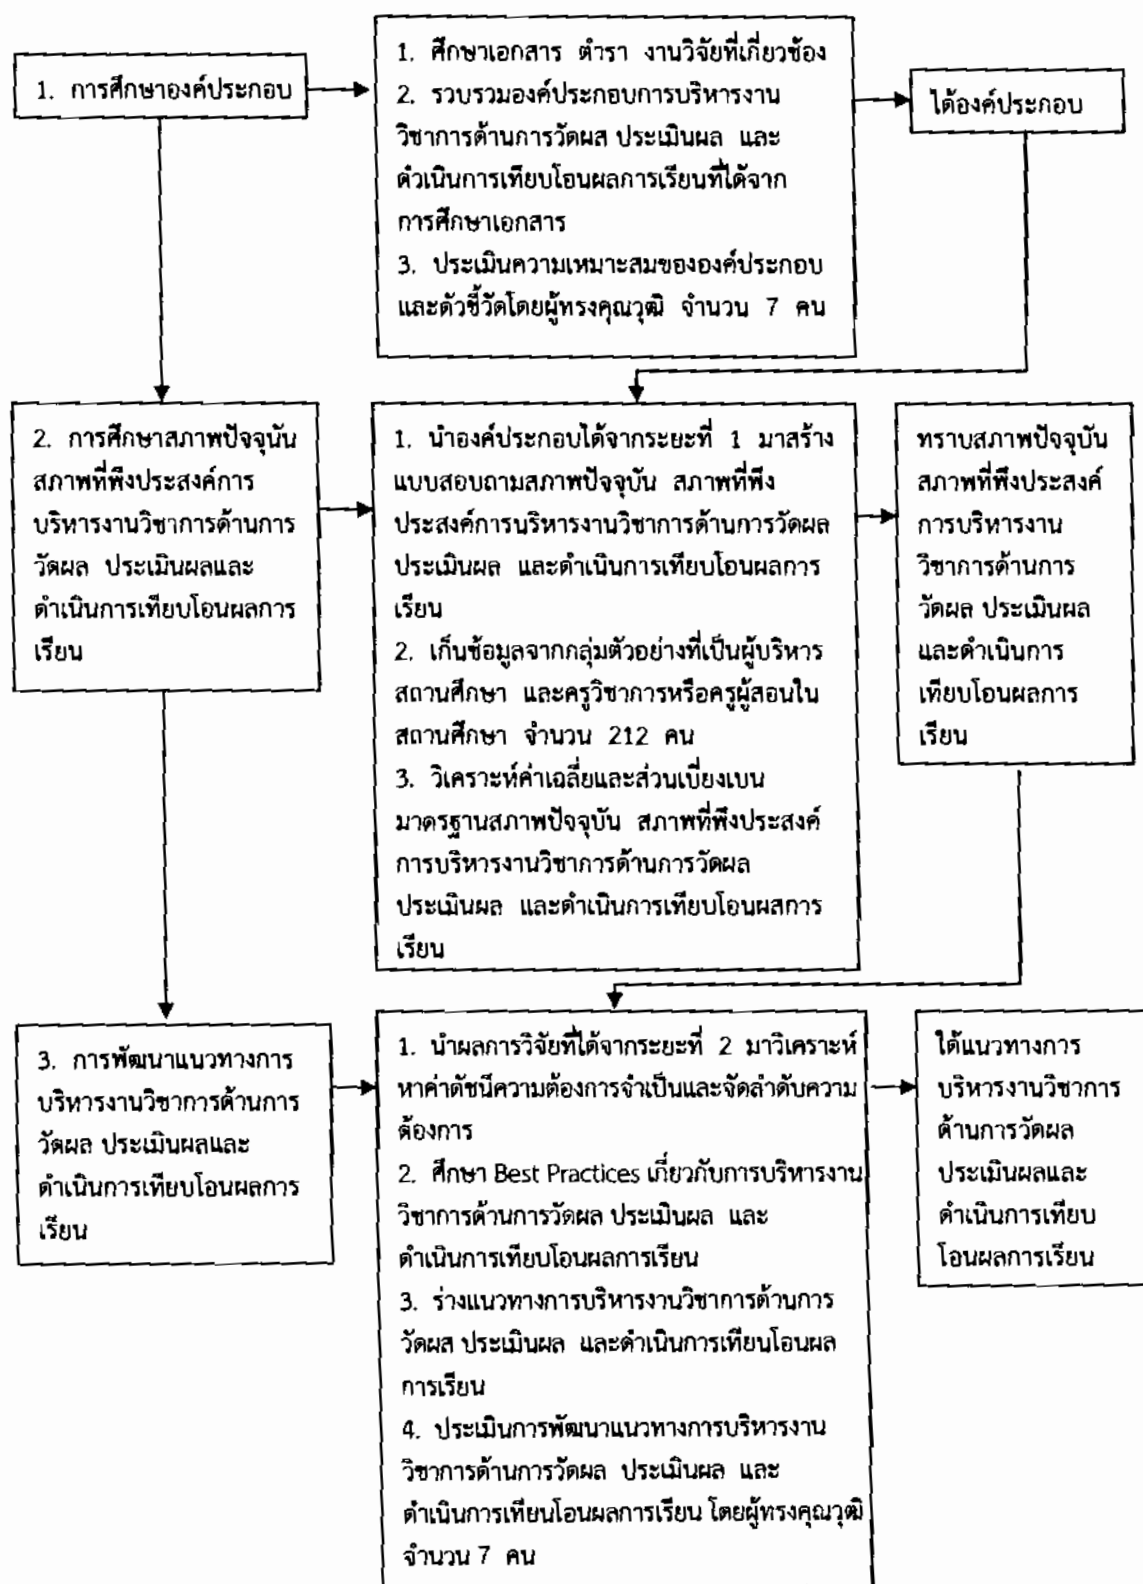 1. การศึกษาองค์ประกอบ
1. ศึกษาเอกสาร ตำรา งานวิจัยที่เกี่ยวข้อง
2. รวบรวมองค์ประกอบการบริหารงาน
วิชาการด้านการวัดผล ประเมินผล และ
ดำเนินการเทียบโอนผลการเรียนที่ได้จาก
การศึกษาเอกสาร
3. ประเมินความเหมาะสมขององค์ประกอบ
และตัวชี้วัดโดยผู้ทรงคุณวุฒิ จำนวน 7 คน
ได้องค์ประกอบ
2. การศึกษาสภาพปัจจุบัน
สภาพที่พึงประสงค์การ
บริหารงานวิชาการด้านการ
วัดผล ประเมินผลและ
ดำเนินการเทียบโอนผลการ
เรียน
1. นำองค์ประกอบได้จากระยะที่ 1 มาสร้าง
แบบสอบถามสภาพปัจจุบัน สภาพที่พึง
ประสงค์การบริหารงานวิชาการด้านการวัดผล
ประเมินผล และดำเนินการเทียบโอนผลการ
เรียน
2. เก็บข้อมูลจากกลุ่มตัวอย่างที่เป็นผู้บริหาร
สถานศึกษา และครูวิชาการหรือครูผู้สอนใน
สถานศึกษา จำนวน 212 คน
3. วิเคราะห์ค่าเฉลี่ยและส่วนเบี่ยงเบน
มาตรฐานสภาพปัจจุบัน สภาพที่พึงประสงค์
การบริหารงานวิชาการด้านการวัดผล
ประเมินผล และดำเนินการเทียบโอนผลการ
เรียน
ทราบสภาพปัจจุบัน
สภาพที่พึงประสงค์
การบริหารงาน
วิชาการด้านการ
วัดผล ประเมินผล
และดำเนินการ
เทียบโอนผลการ
เรียน
3. การพัฒนาแนวทางการ
บริหารงานวิชาการด้านการ
วัดผล ประเมินผลและ
ดำเนินการเทียบโอนผลการ
เรียน
1. นำผลการวิจัยที่ได้จากระยะที่ 2 มาวิเคราะห์
หาค่าดัชนีความต้องการจำเป็นและจัดลำดับความ
ต้องการ
2. ศึกษา Best Practices เกี่ยวกับการบริหารงาน
วิชาการด้านการวัดผล ประเมินผล และ
ดำเนินการเทียบโอนผลการเรียน
3. ร่างแนวทางการบริหารงานวิชาการด้านการ
วัดผล ประเมินผล และดำเนินการเทียบโอนผล
การเรียน
4. ประเมินการพัฒนาแนวทางการบริหารงาน
วิชาการด้านการวัดผล ประเมินผล และ
ดำเนินการเทียบโอนผลการเรียน โดยผู้ทรงคุณวุฒิ
จำนวน 7 คน
ได้แนวทางการ
บริหารงานวิชาการ
ด้านการวัดผล
ประเมินผลและ
ดำเนินการเทียบ
โอนผลการเรียน